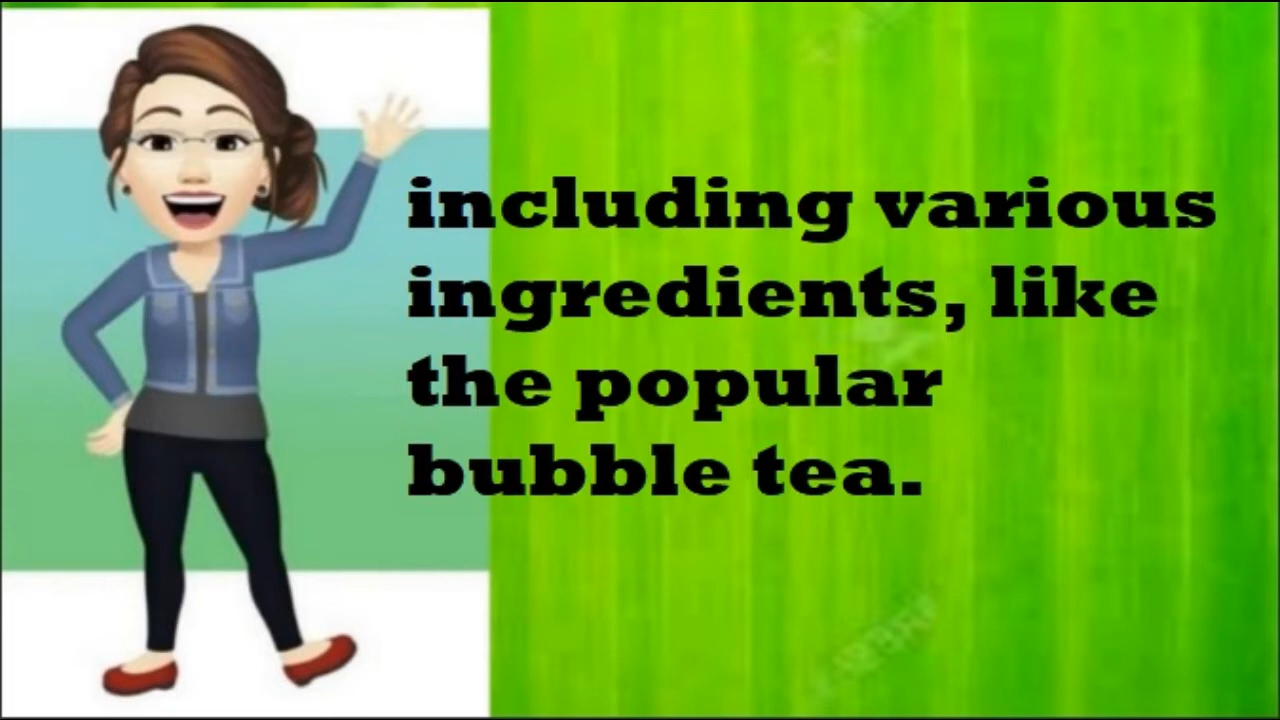 including various
ingredients, like
the popular
bubble tea.